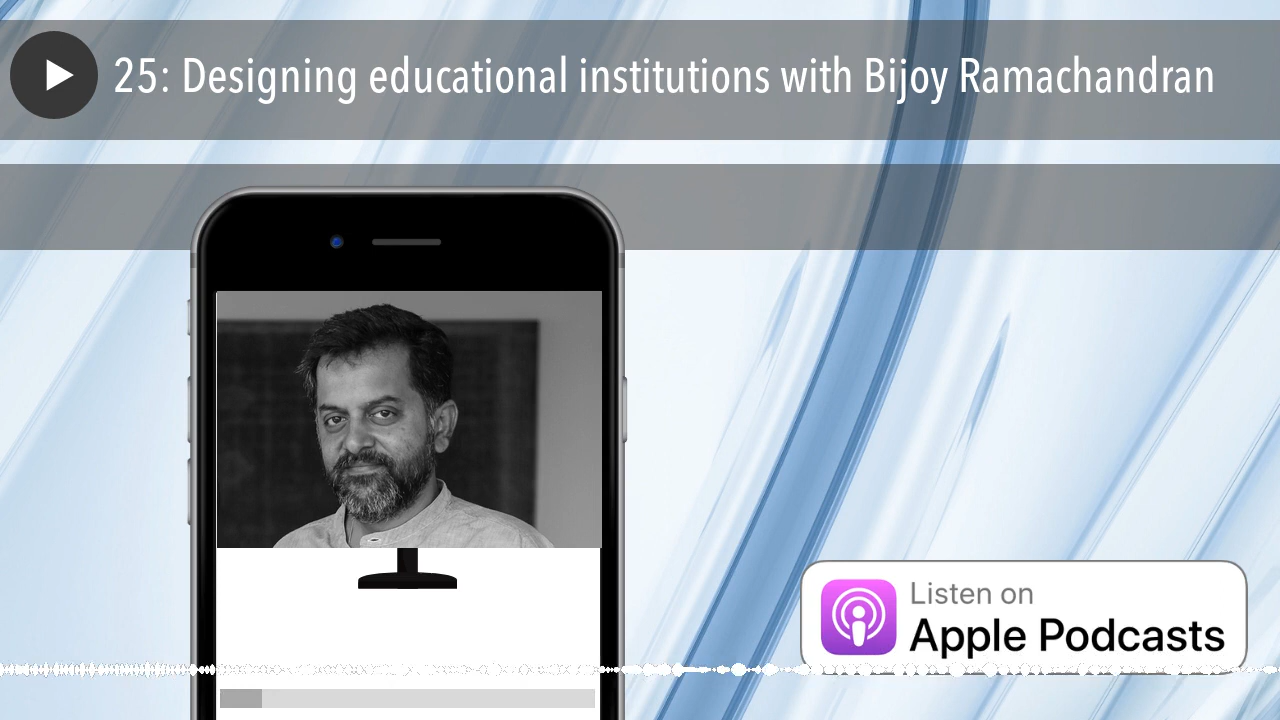 25: Designing educational institutions with Bijoy Ramachandran
Listen on
Apple Podcasts